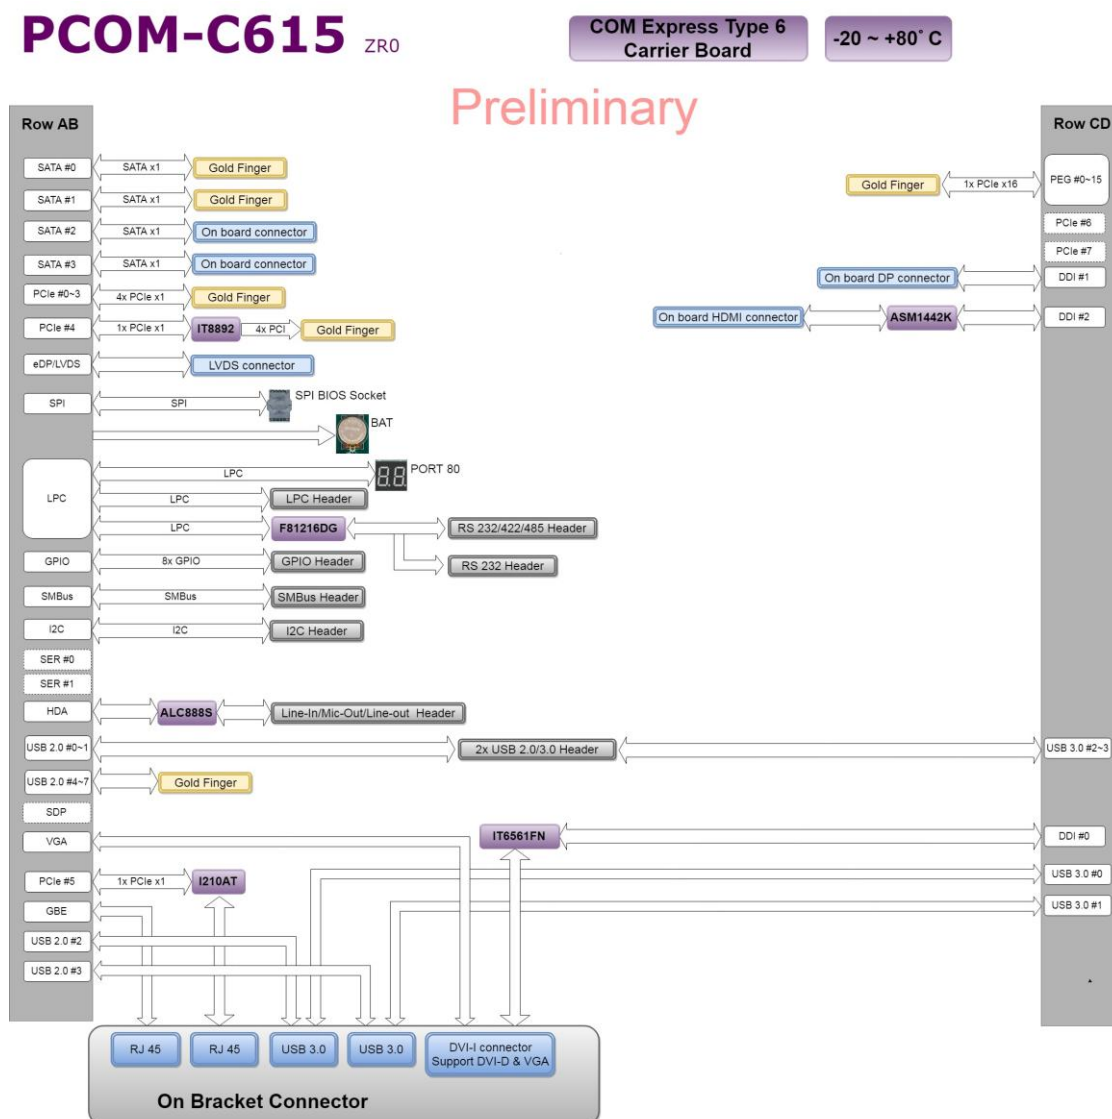 PCOM-C615 ZR0
COM Express Type 6
Carrier Board
-20 ~ +80° C
Preliminary
Row AB
Row CD
SATA #0
SATA x1
Gold Finger
SATA #1
SATA x1
Gold Finger
SATA #2
SATA x1
On board connector
SATA #3
SATA x1
On board connector
PCIe #0~3
4x PCIe x1
Gold Finger
PCIe #4
1x PCIe x1
IT8892
4x PCI
Gold Finger
eDP/LVDS
LVDS connector
SPI
SPI
SPI BIOS Socket
BAT
LPC
LPC
88
PORT 80
LPC
LPC Header
LPC
F81216DG
RS 232/422/485 Header
RS 232 Header
GPIO
8x GPIO
GPIO Header
SMBus
SMBus
SMBus Header
I2C
I2C
I2C Header
SER #0
SER #1
HDA
ALC888S
Line-In/Mic-Out/Line-out Header
USB 2.0 #0~1
2x USB 2.0/3.0 Header
USB 3.0 #2~3
USB 2.0 #4~7
Gold Finger
SDP
VGA
IT6561FN
DDI #0
PCIe #5
1x PCIe x1
I210AT
USB 3.0 #0
GBE
USB 3.0 #1
USB 2.0 #2
USB 2.0 #3
Gold Finger
1x PCIe x16
PEG #0~15
PCIe #6
PCIe #7
On board DP connector
DDI #1
On board HDMI connector
ASM1442K
DDI #2
RJ 45
RJ 45
USB 3.0
USB 3.0
DVI-I connector
Support DVI-D & VGA
On Bracket Connector